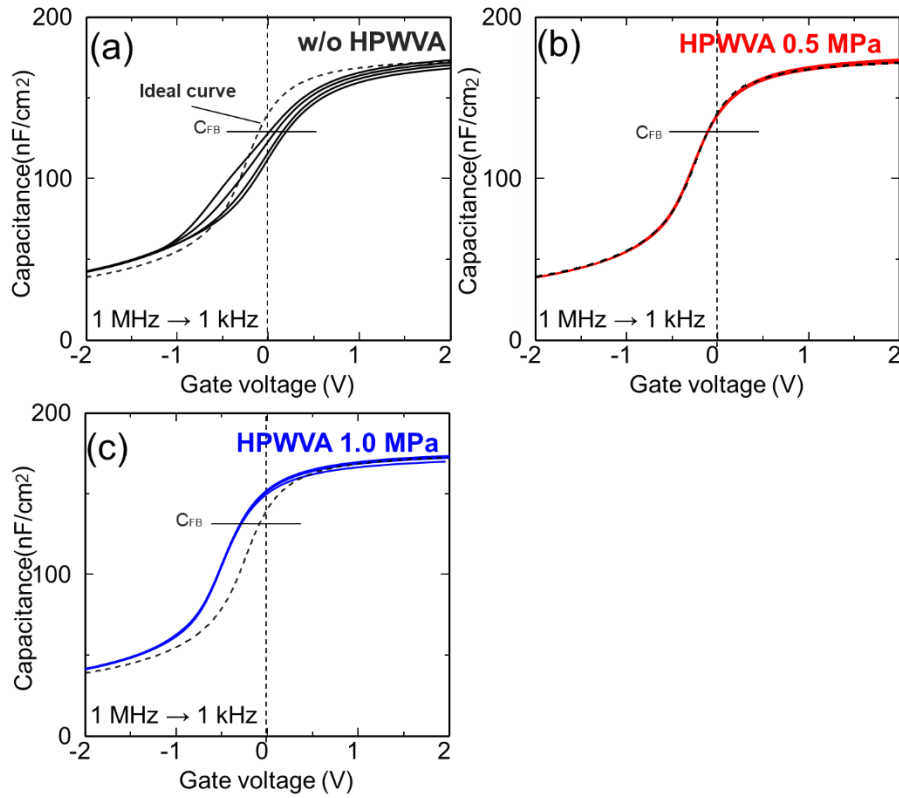 (a) w/o HPWVA
Ideal curve
CFB
1 MHz → 1 kHz
200
100
0
-2 -1 0 1 2
Capacitance(nF/cm2)
Gate voltage (V)
(b) HPWVA 0.5 MPa
CFB
1 MHz → 1 kHz
200
100
0
-2 -1 0 1 2
Capacitance(nF/cm2)
Gate voltage (V)
(c) HPWVA 1.0 MPa
CFB
1 MHz → 1 kHz
200
100
0
-2 -1 0 1 2
Capacitance(nF/cm2)
Gate voltage (V)